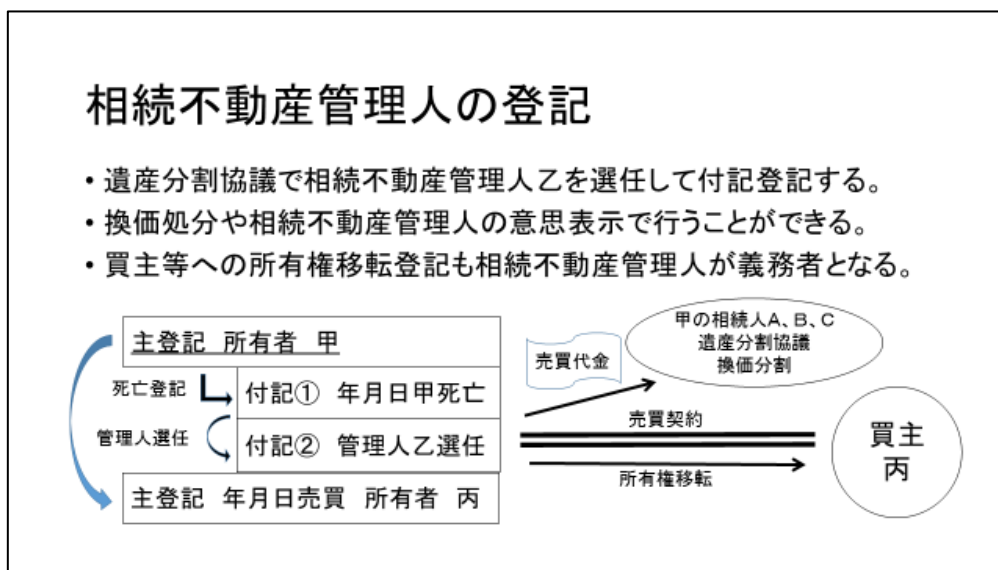 相続不動産管理人の登記
・遺産分割協議で相続不動産管理人乙を選任して付記登記する。
・換価処分や相続不動産管理人の意思表示で行うことができる。
・買主等への所有権移転登記も相続不動産管理人が義務者となる。
主登記 所有者 甲
死亡登記
付記① 年月日甲死亡
管理人選任
付記② 管理人乙選任
主登記 年月日売買 所有者 丙
売買代金
甲の相続人A、B、C
遺産分割協議
換価分割
売買契約
所有権移転
買主
丙